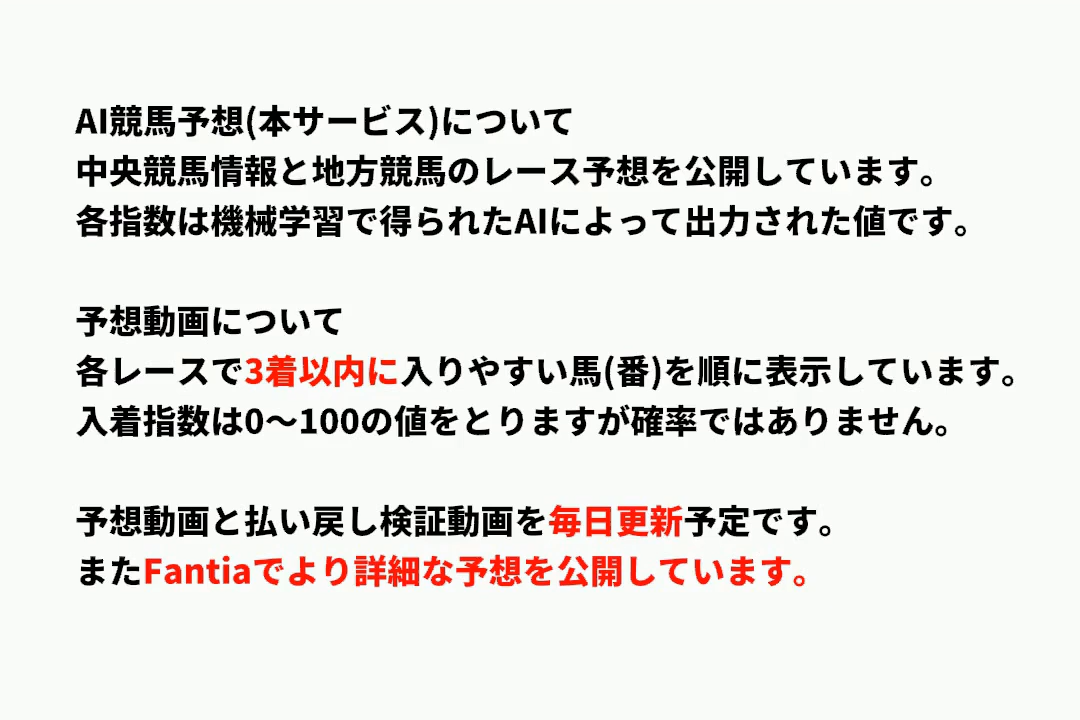 AI競馬予想(本サービス)について
中央競馬情報と地方競馬のレース予想を公開しています。
各指数は機械学習で得られたAIによって出力された値です。
予想動画について
各レースで3着以内に入りやすい馬(番)を順に表示しています。
入着指数は0～100の値をとりますが確率ではありません。
予想動画と払い戻し検証動画を毎日更新予定です。
またFantiaでより詳細な予想を公開しています。